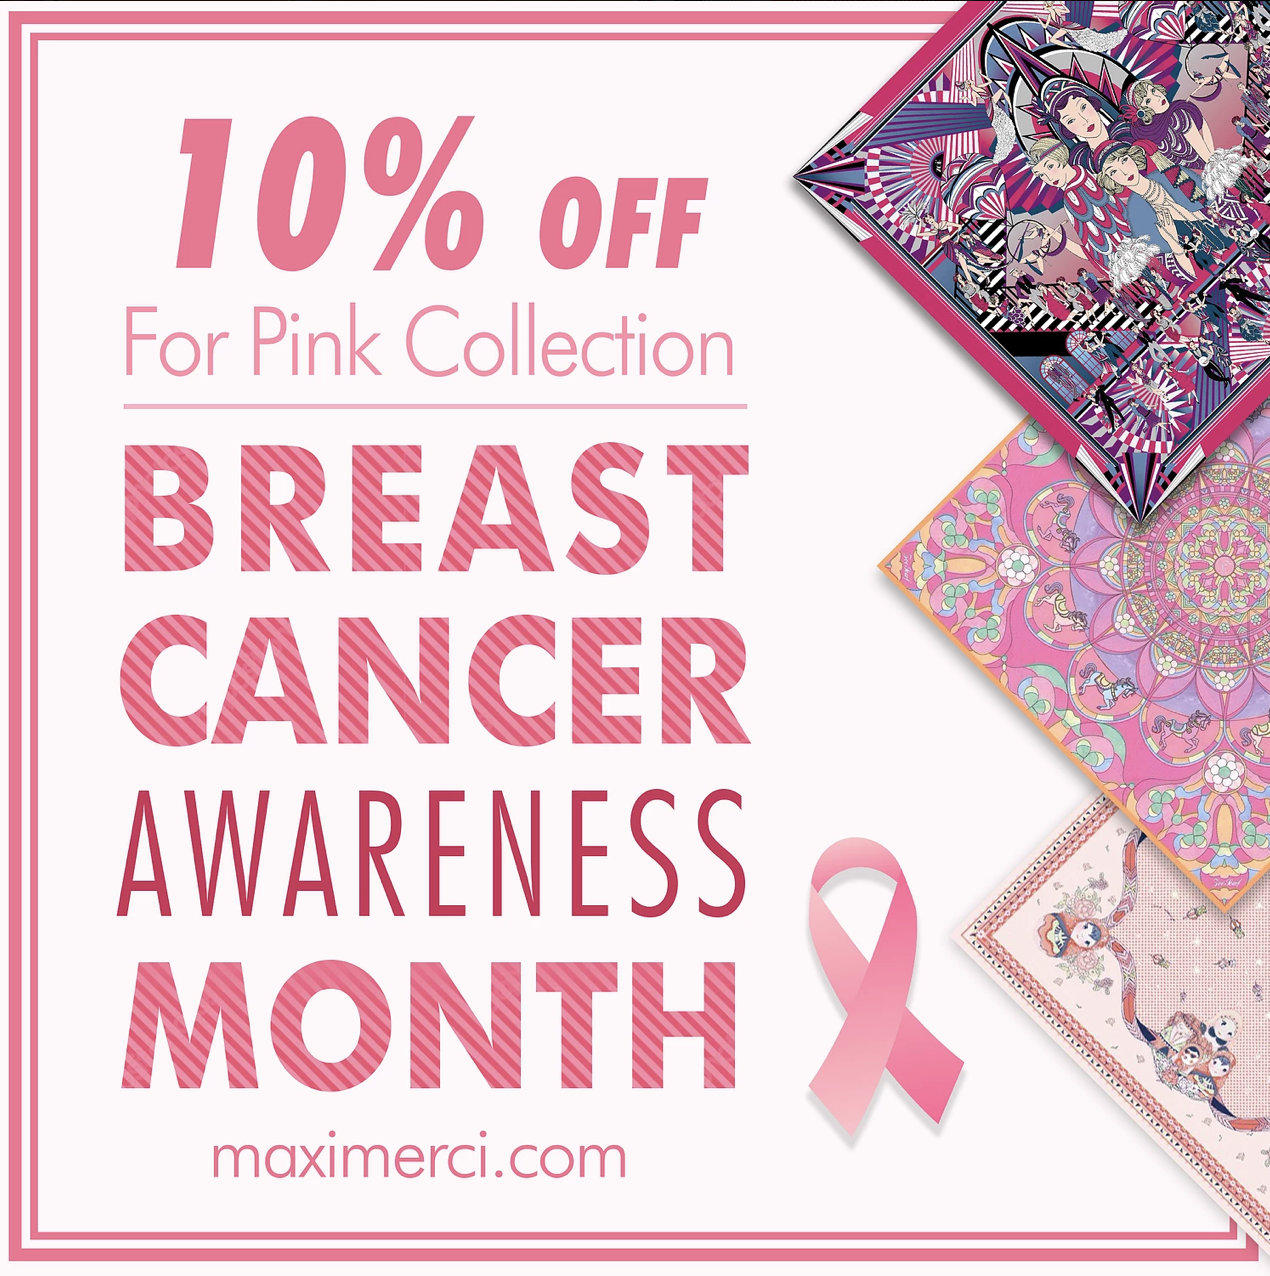 10% OFF
For Pink Collection
BREAST
CANCER
AWARENESS
MONTH
maximerci.com